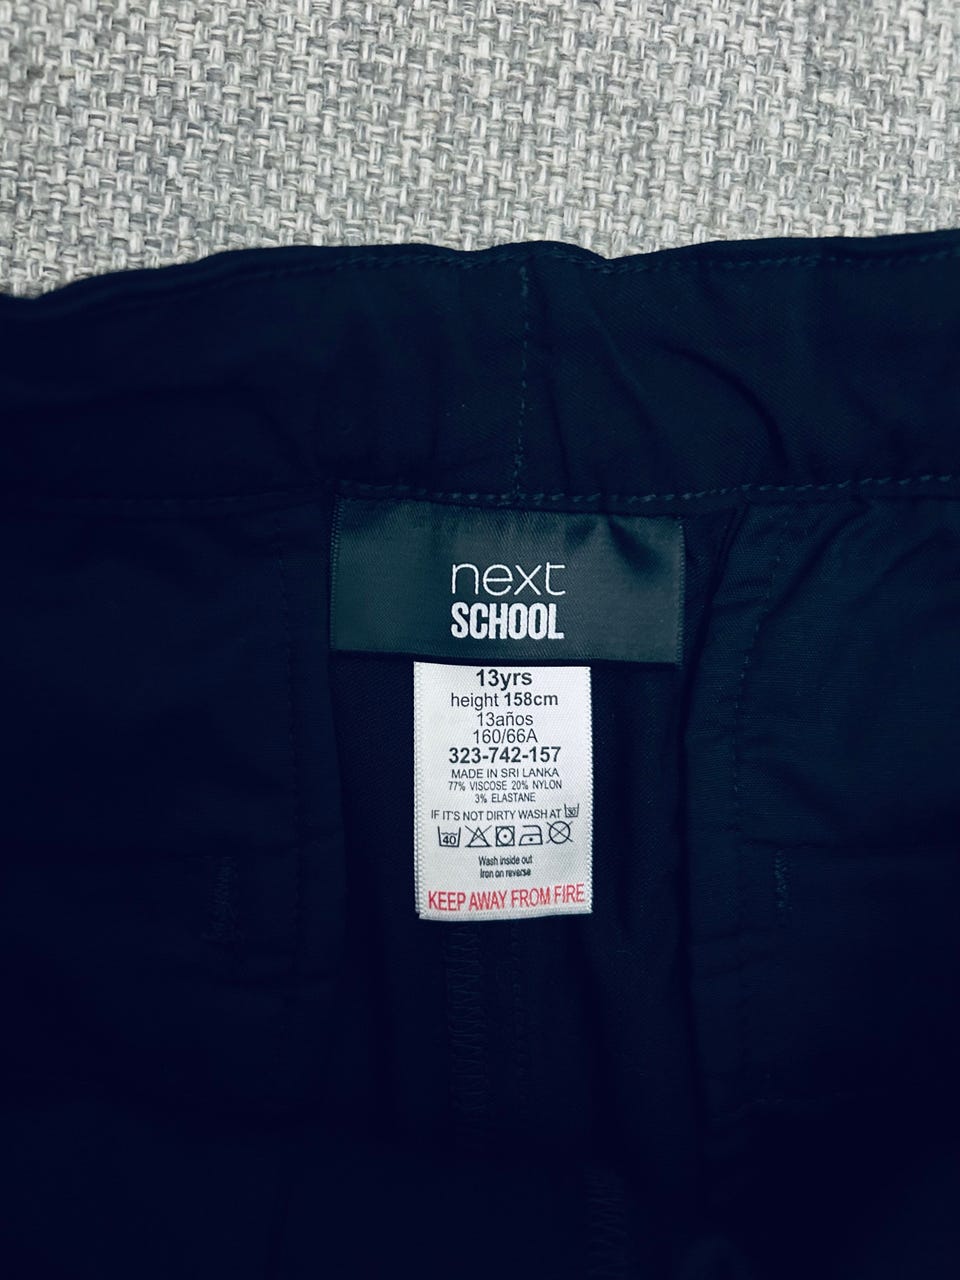 next
SCHOOL
13yrs
height 158cm
13años
160/66A
323-742-157
MADE IN SRI LANKA
77% VISCOSE 20% NYLON
3% ELASTANE
IF IT'S NOT DIRTY WASH AT 30
40
Wash inside out
Iron on reverse
KEEP AWAY FROM FIRE